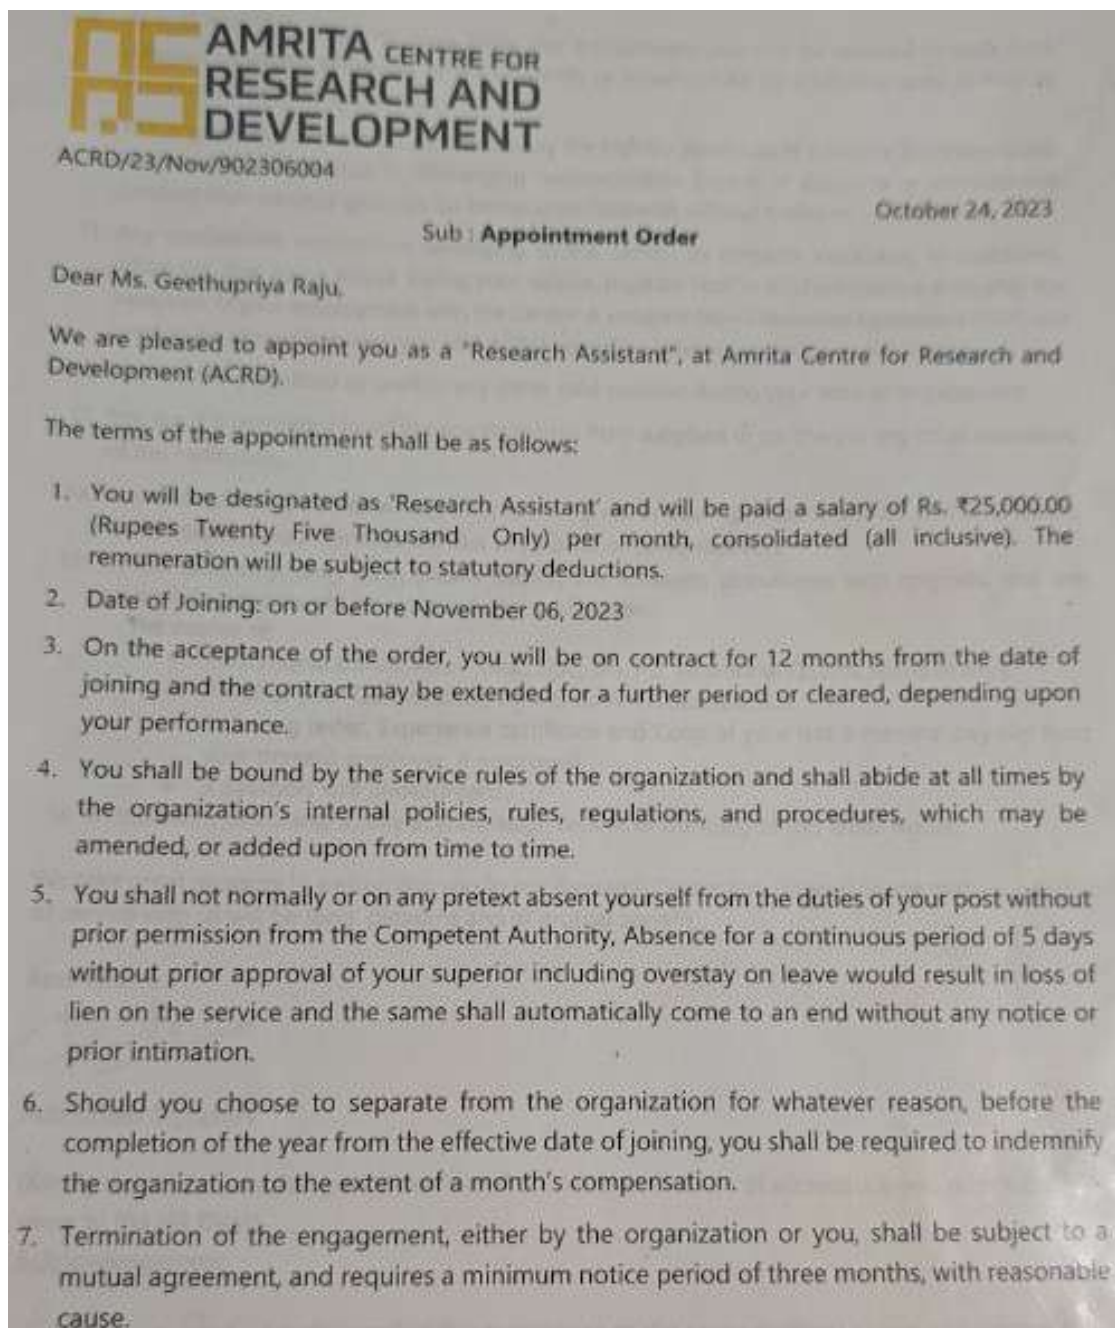 AMRITA CENTRE FOR
RESEARCH AND
DEVELOPMENT
ACRD/23/Nov/902306004
October 24, 2023
Sub : Appointment Order
Dear Ms. Geethupriya Raju,
We are pleased to appoint you as a "Research Assistant", at Amrita Centre for Research and
Development (ACRD).
The terms of the appointment shall be as follows:
1. You will be designated as 'Research Assistant' and will be paid a salary of Rs. ₹25,000.00
(Rupees Twenty Five Thousand Only) per month, consolidated (all inclusive). The
remuneration will be subject to statutory deductions.
2. Date of Joining: on or before November 06, 2023
3. On the acceptance of the order, you will be on contract for 12 months from the date of
joining and the contract may be extended for a further period or cleared, depending upon
your performance.
4. You shall be bound by the service rules of the organization and shall abide at all times by
the organization's internal policies, rules, regulations, and procedures, which may be
amended, or added upon from time to time.
5. You shall not normally or on any pretext absent yourself from the duties of your post without
prior permission from the Competent Authority, Absence for a continuous period of 5 days
without prior approval of your superior including overstay on leave would result in loss of
lien on the service and the same shall automatically come to an end without any notice or
prior intimation.
6. Should you choose to separate from the organization for whatever reason, before the
completion of the year from the effective date of joining, you shall be required to indemnify
the organization to the extent of a month's compensation.
7. Termination of the engagement, either by the organization or you, shall be subject to a
mutual agreement, and requires a minimum notice period of three months, with reasonable
cause.